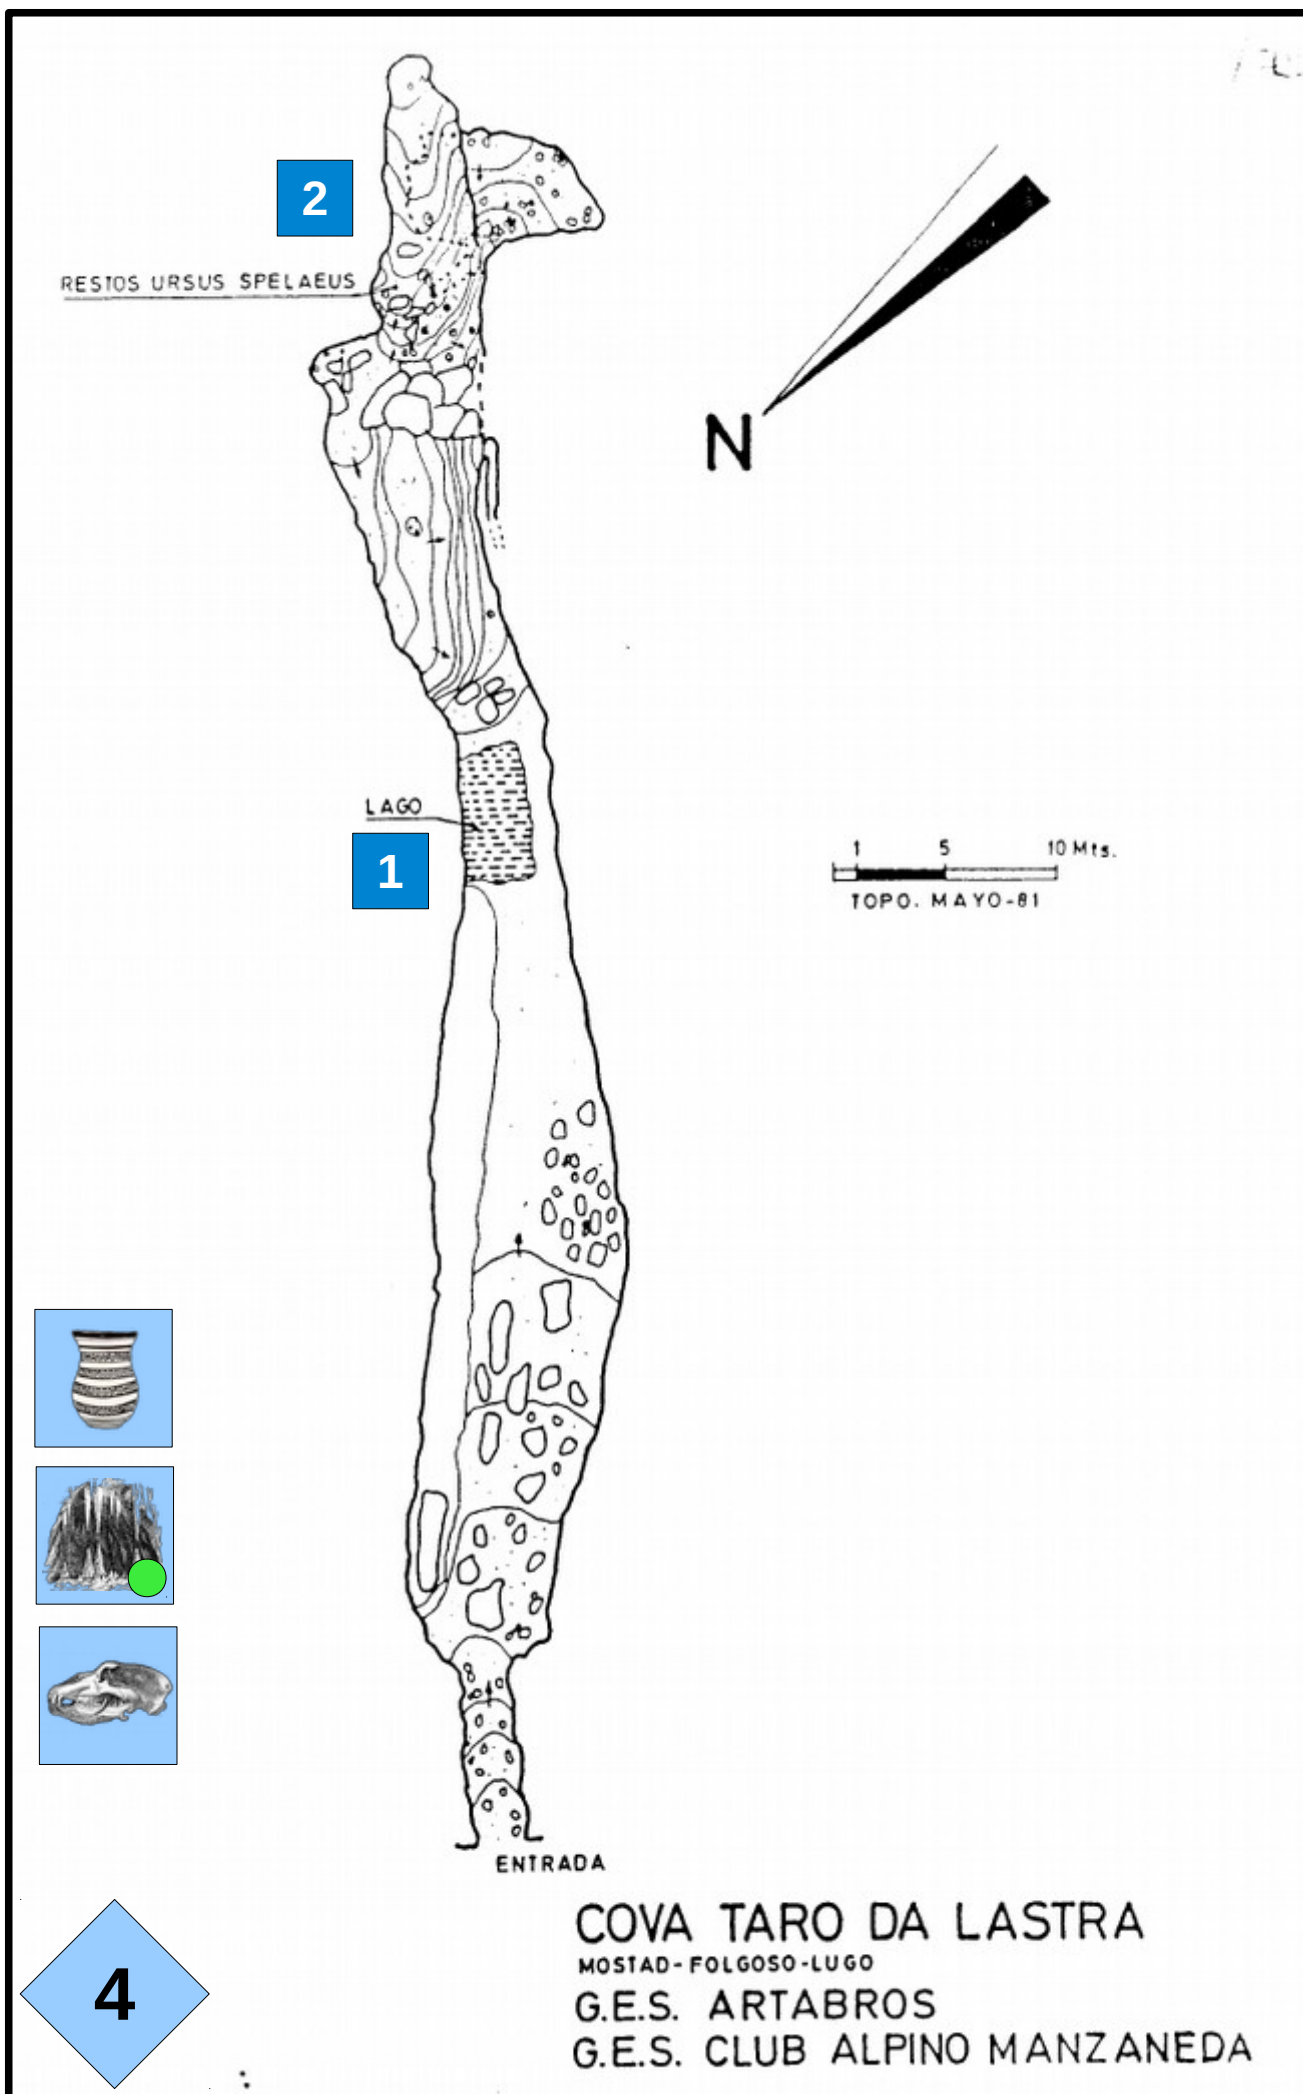 2
RESTOS URSUS SPELAEUS
N
LAGO
1
1 5 10 Mts.
TOPO. MAYO-81
ENTRADA
COVA TARO DA LASTRA
MOSTAD-FOLGOSO-LUGO
G.E.S. ARTABROS
G.E.S. CLUB ALPINO MANZANEDA
4